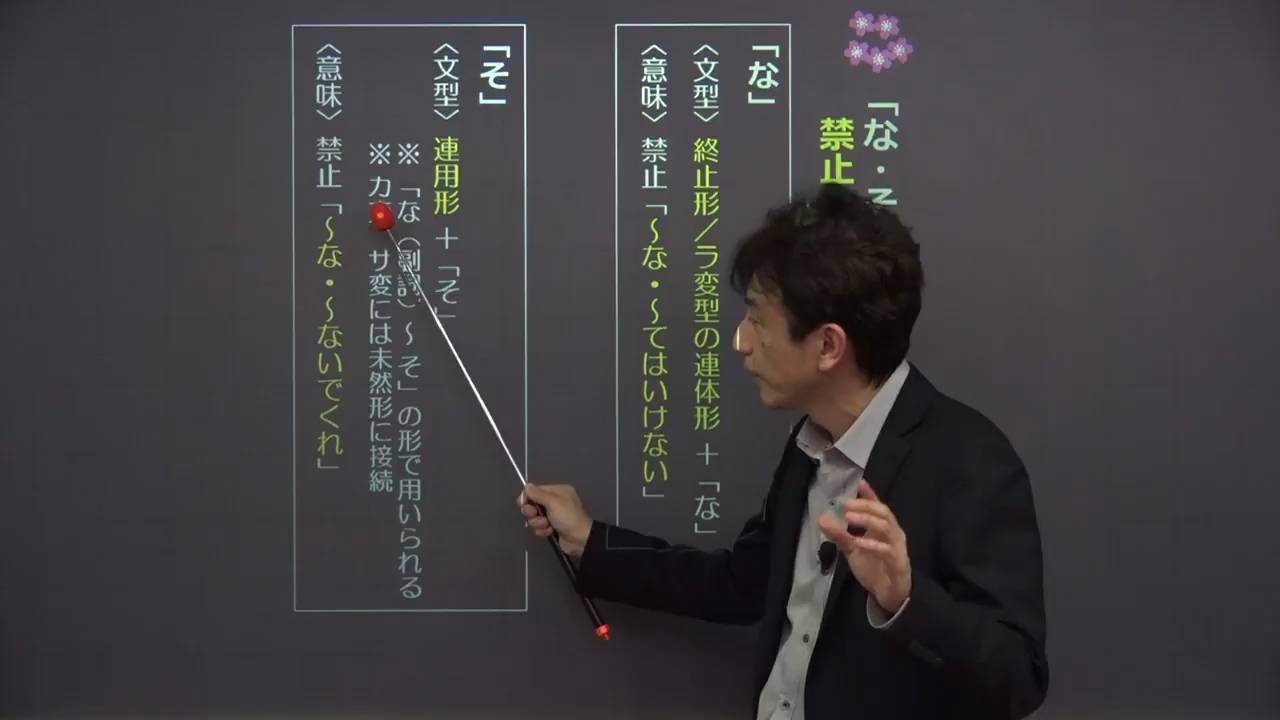 「な・そ
禁止
「な」
〈文型〉 終止形／ラ変型の連体形 ＋ 「な」
〈意味〉 禁止「～な・～てはいけない」
「そ」
〈文型〉 連用形 ＋ 「そ」
※「な（副詞）～ そ」の形で用いられる
※カ サ変には未然形に接続
〈意味〉 禁止「～な・～ないでくれ」